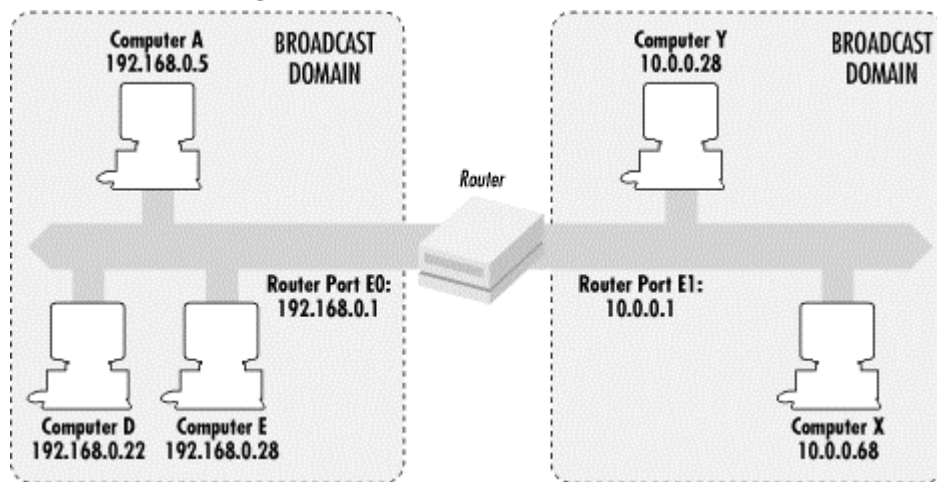 Computer A
192.168.0.5
BROADCAST
DOMAIN
Computer Y
10.0.0.28
BROADCAST
DOMAIN
Router
Router Port E0:
192.168.0.1
Router Port E1:
10.0.0.1
Computer D
192.168.0.22
Computer E
192.168.0.28
Computer X
10.0.0.68